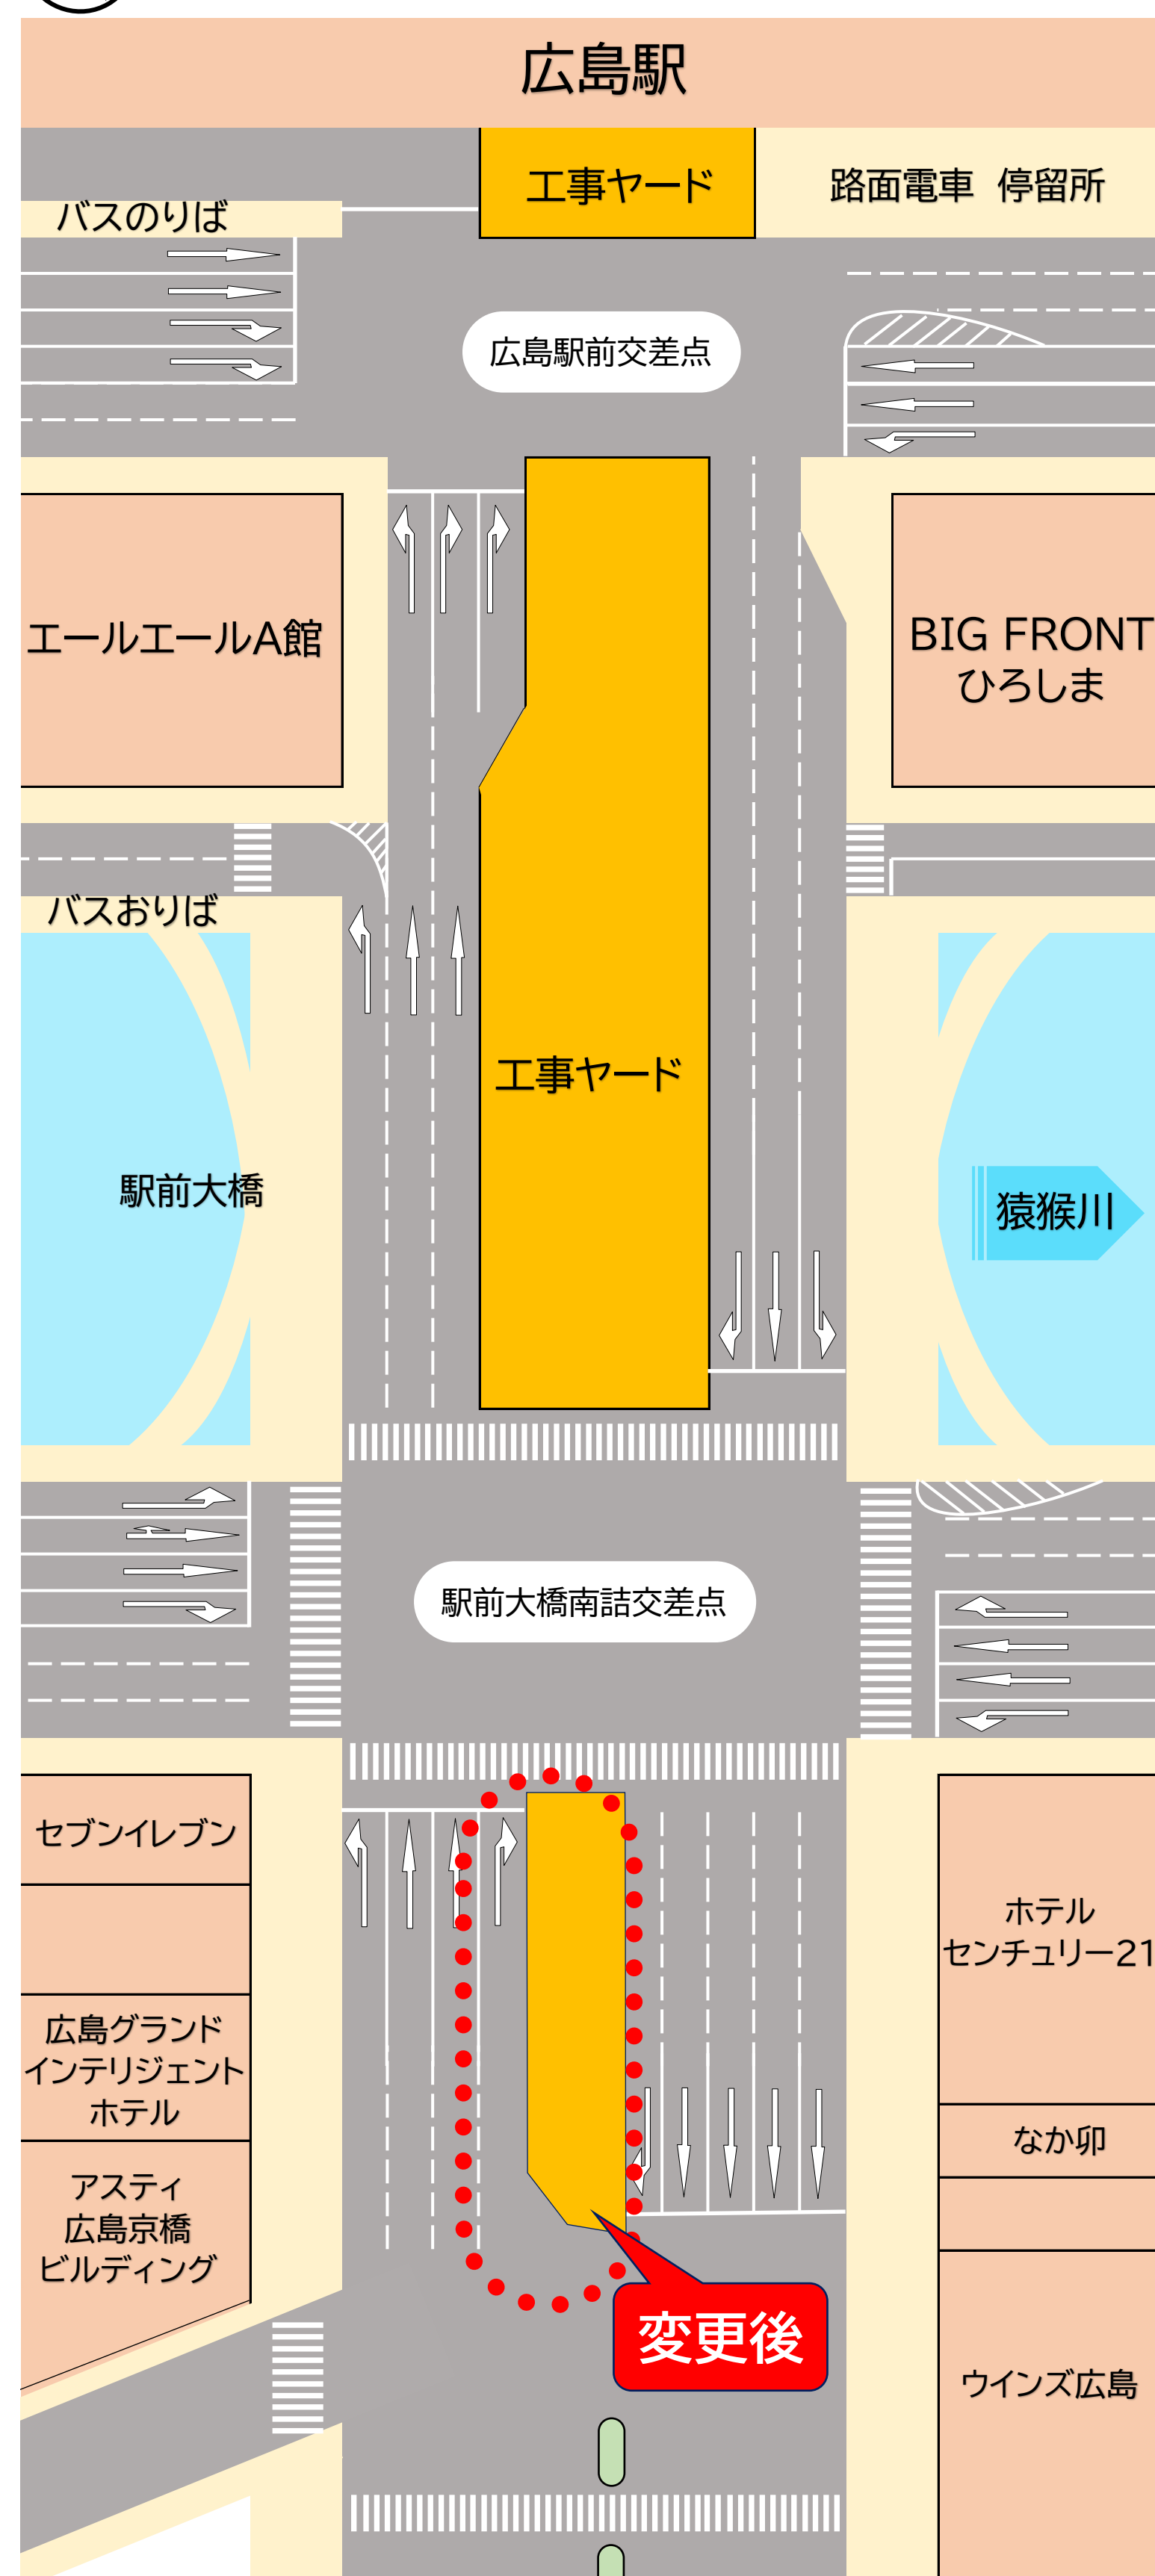 広島駅
工事ヤード
路面電車 停留所
バスのりば
広島駅前交差点
エールエールA館
BIG FRONT
ひろしま
バスおりば
工事ヤード
駅前大橋
猿猴川
駅前大橋南詰交差点
セブンイレブン
ホテル
センチュリー21
広島グランド
インテリジェント
ホテル
なか卯
アスティ
広島京橋
ビルディング
変更後
ウインズ広島